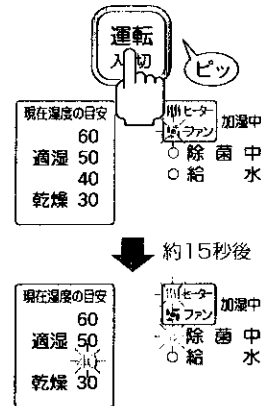 運転
入 切
ピッ
現在湿度の目安
60
適湿 50
40
乾燥 30
ヒーター
ファン
加湿中
除菌中
給水
約15秒後
現在湿度の目安
60
適湿 50
40
乾燥 30
ヒーター
ファン
加湿中
除菌中
給水